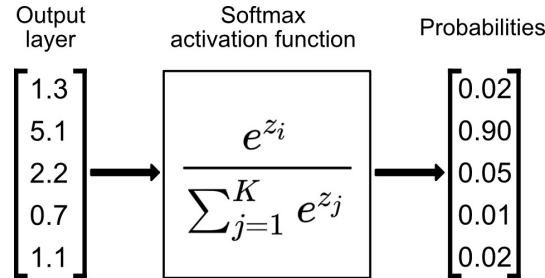 Output
layer
Softmax
activation function
Probabilities
1.3
5.1
2.2
0.7
1.1
e^{z_i}
\sum_{j=1}^{K} e^{z_j}
0.02
0.90
0.05
0.01
0.02